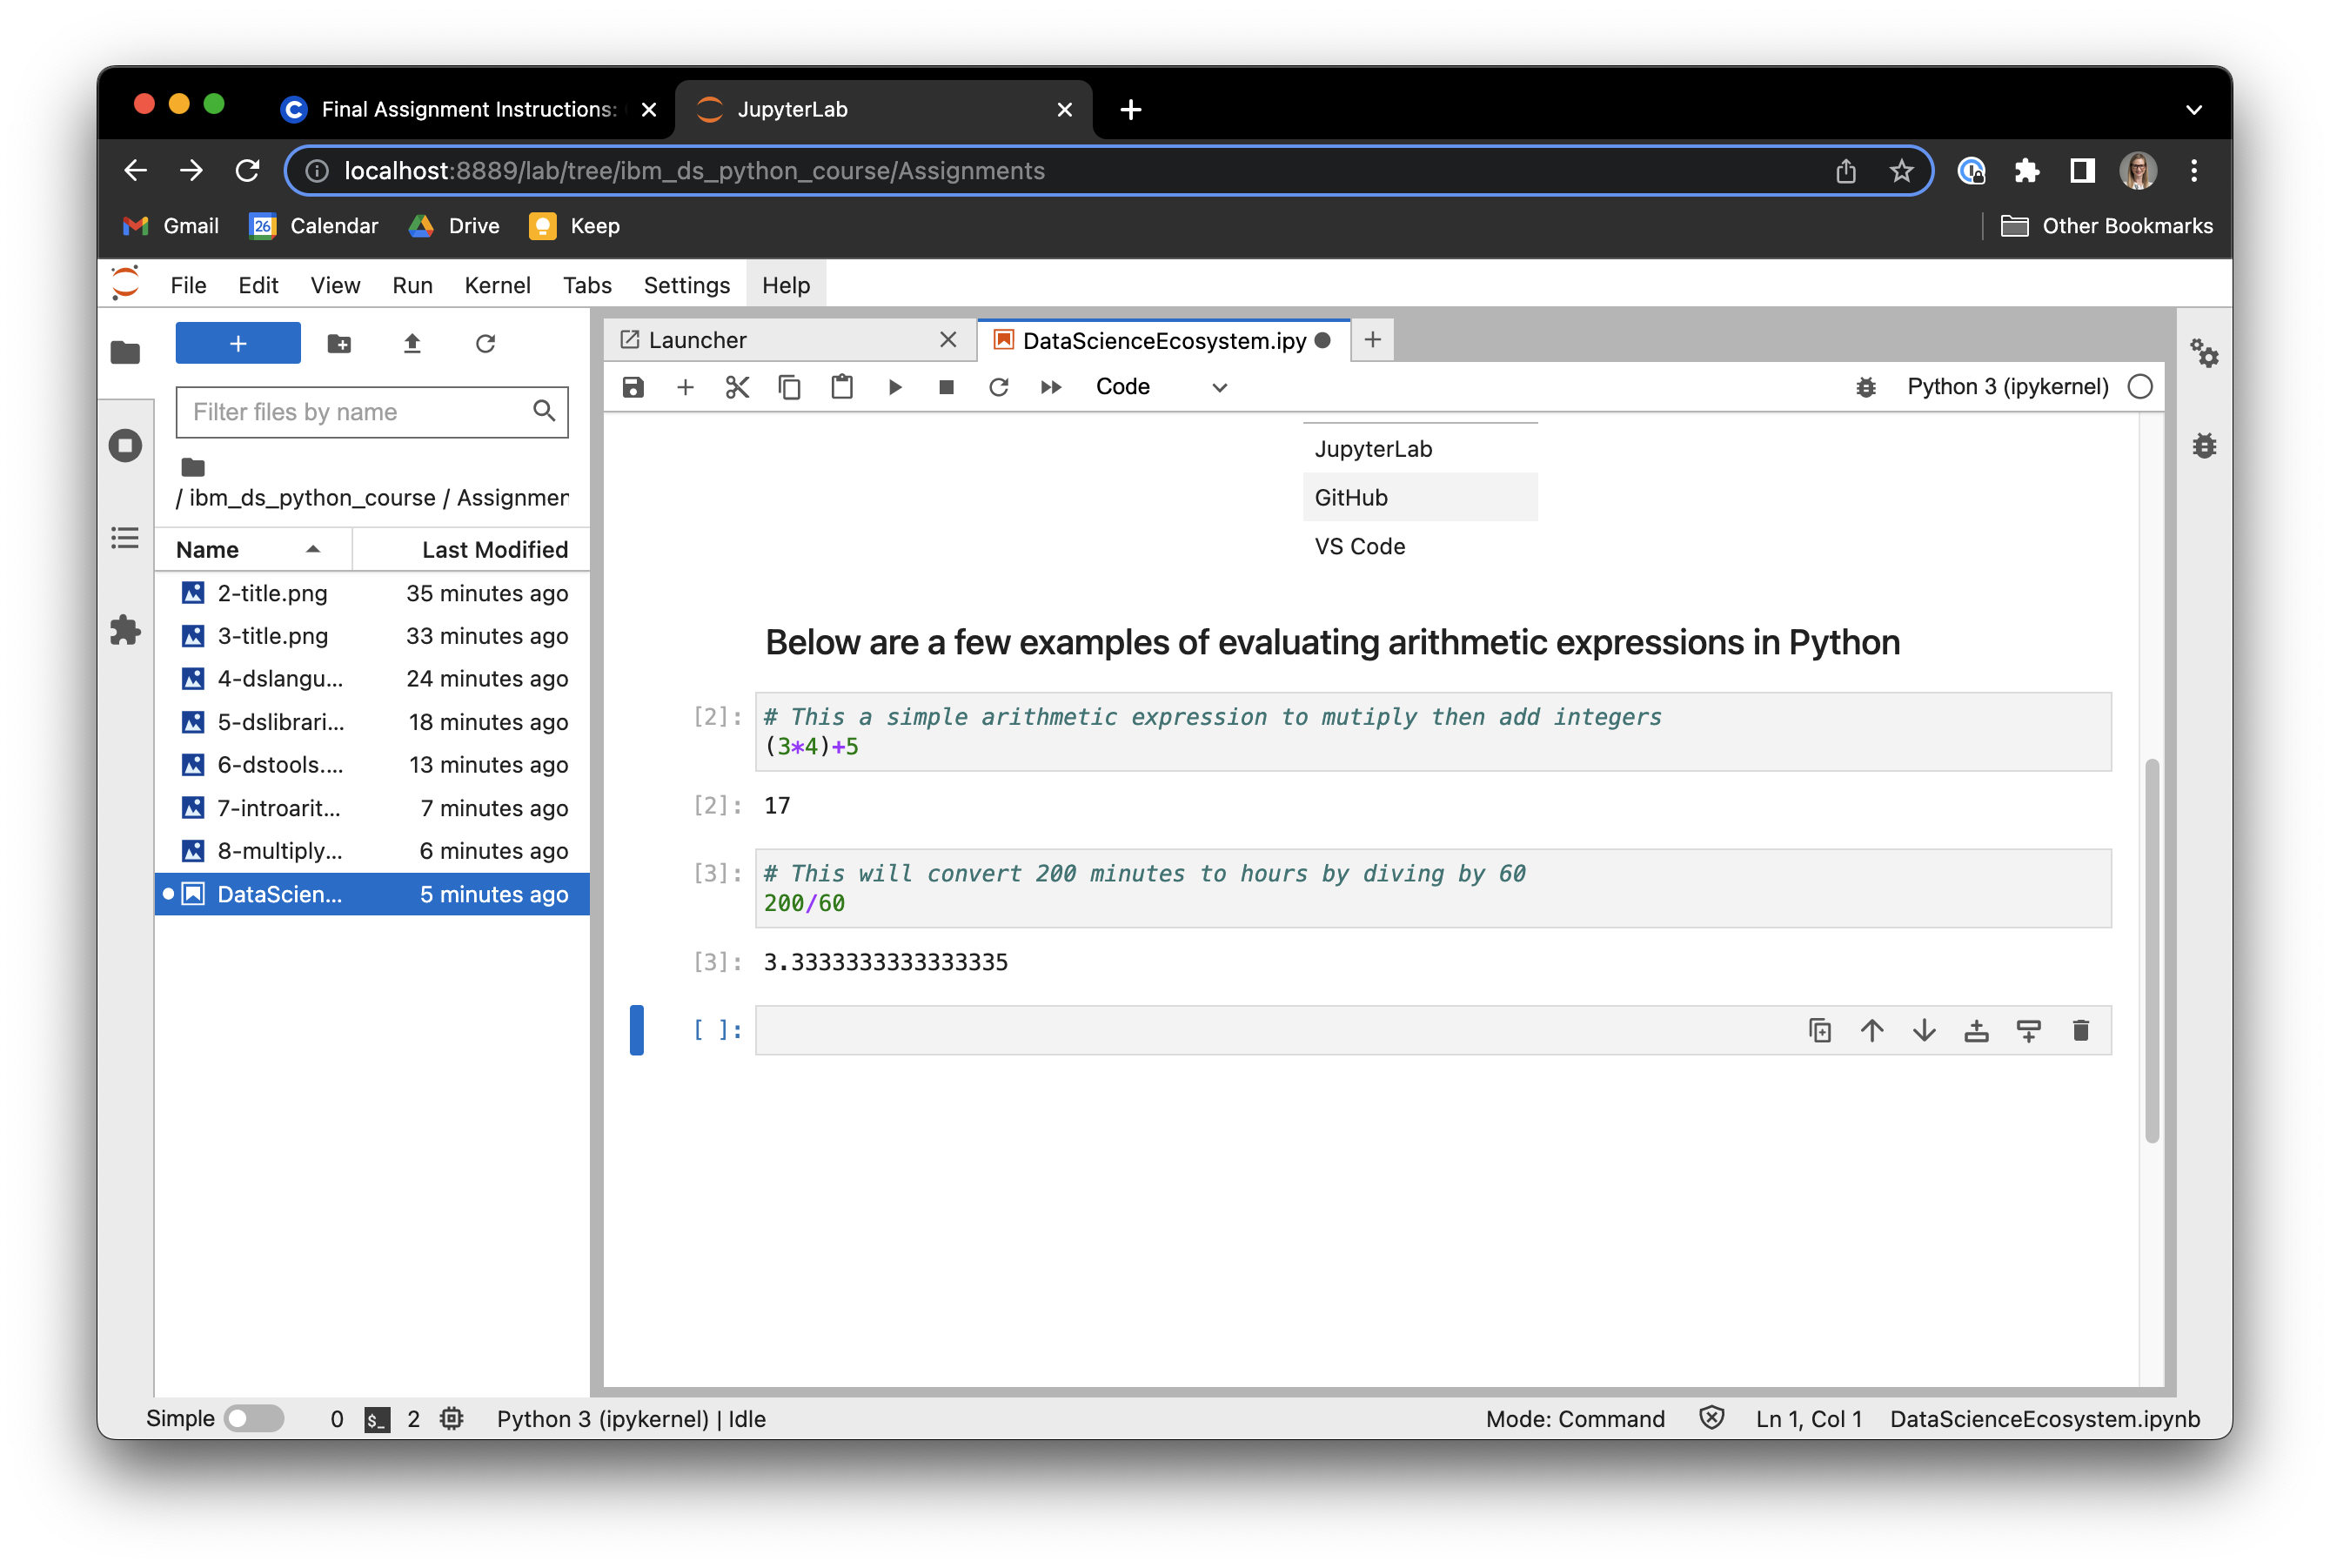 Final Assignment Instructions:
JupyterLab
localhost:8889/lab/tree/ibm_ds_python_course/Assignments
Gmail
26
Calendar
Drive
Keep
Other Bookmarks
File Edit View Run Kernel Tabs Settings Help
Launcher
DataScienceEcosystem.ipy
Filter files by name
Code
Python 3 (ipykernel)
/ ibm_ds_python_course / Assignmen
Name Last Modified
2-title.png 35 minutes ago
3-title.png 33 minutes ago
4-dslangu... 24 minutes ago
5-dslibrari... 18 minutes ago
6-dstools.... 13 minutes ago
7-introarit... 7 minutes ago
8-multiply... 6 minutes ago
DataScien... 5 minutes ago
JupyterLab
GitHub
VS Code
Below are a few examples of evaluating arithmetic expressions in Python
[2]: # This a simple arithmetic expression to mutiply then add integers
(3*4)+5
[2]: 17
[3]: # This will convert 200 minutes to hours by diving by 60
200/60
[3]: 3.3333333333333335
[ ]:
Simple 0 $_ 2 Python 3 (ipykernel) | Idle Mode: Command Ln 1, Col 1 DataScienceEcosystem.ipynb